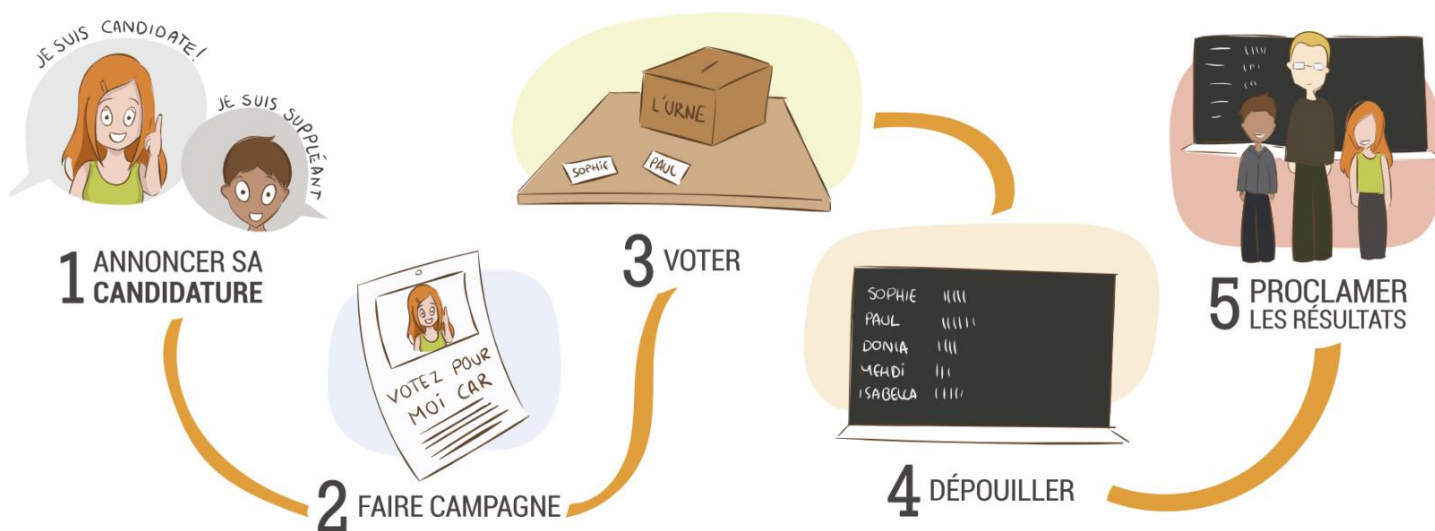 JE SUIS CANDIDATE!
JE SUIS SUPPLÉANT
1 ANNONCER SA
CANDIDATURE
VOTEZ POUR
MOI CAR
2 FAIRE CAMPAGNE
L'URNE
SOPHIE
PAUL
3 VOTER
SOPHIE
PAUL
DONIA
MEHDI
ISABELLA
4 DÉPOUILLER
5 PROCLAMER
LES RÉSULTATS